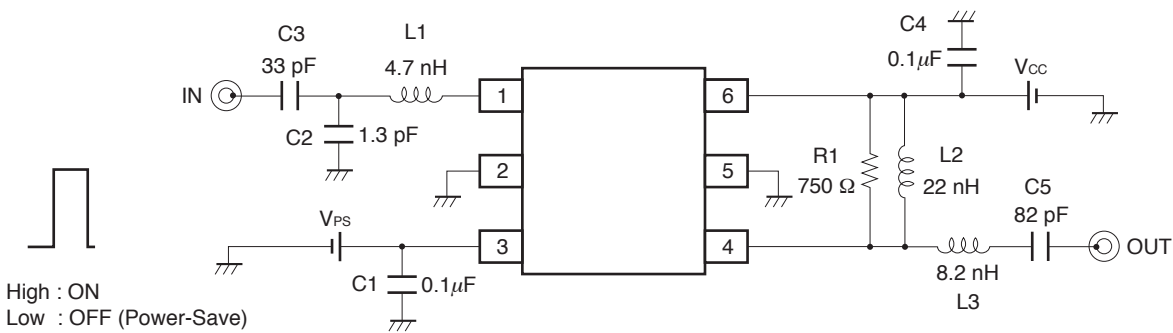 C3
33 pF
L1
4.7 nH
C4
0.1μF
VCC
IN
1
6
C2
1.3 pF
2
5
R1
750 Ω
L2
22 nH
C5
82 pF
VPS
3
4
OUT
C1
0.1μF
8.2 nH
L3
High : ON
Low : OFF (Power-Save)